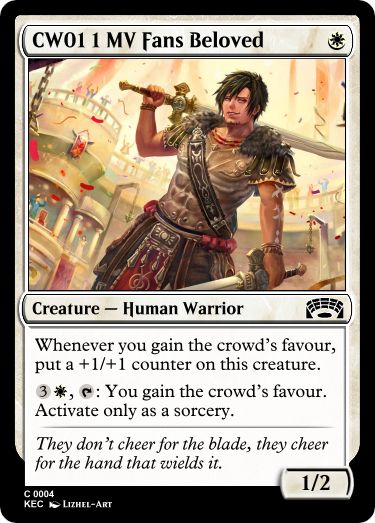 CW01 1 MV Fans Beloved
Creature — Human Warrior
Whenever you gain the crowd's favour,
put a +1/+1 counter on this creature.
3, : You gain the crowd's favour.
Activate only as a sorcery.
They don't cheer for the blade, they cheer
for the hand that wields it.
1/2
C 0004
KEC Lizhel-Art